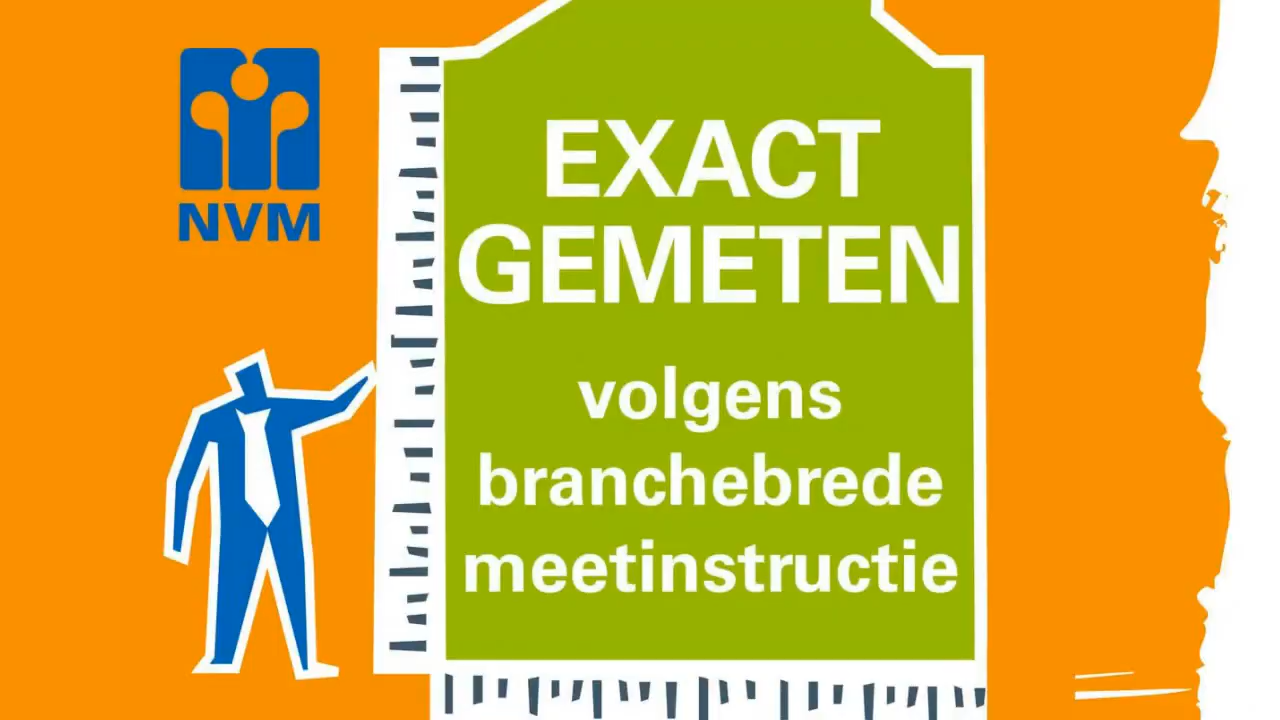 NVM
EXACT
GEMETEN
volgens
branchebrede
meetinstructie